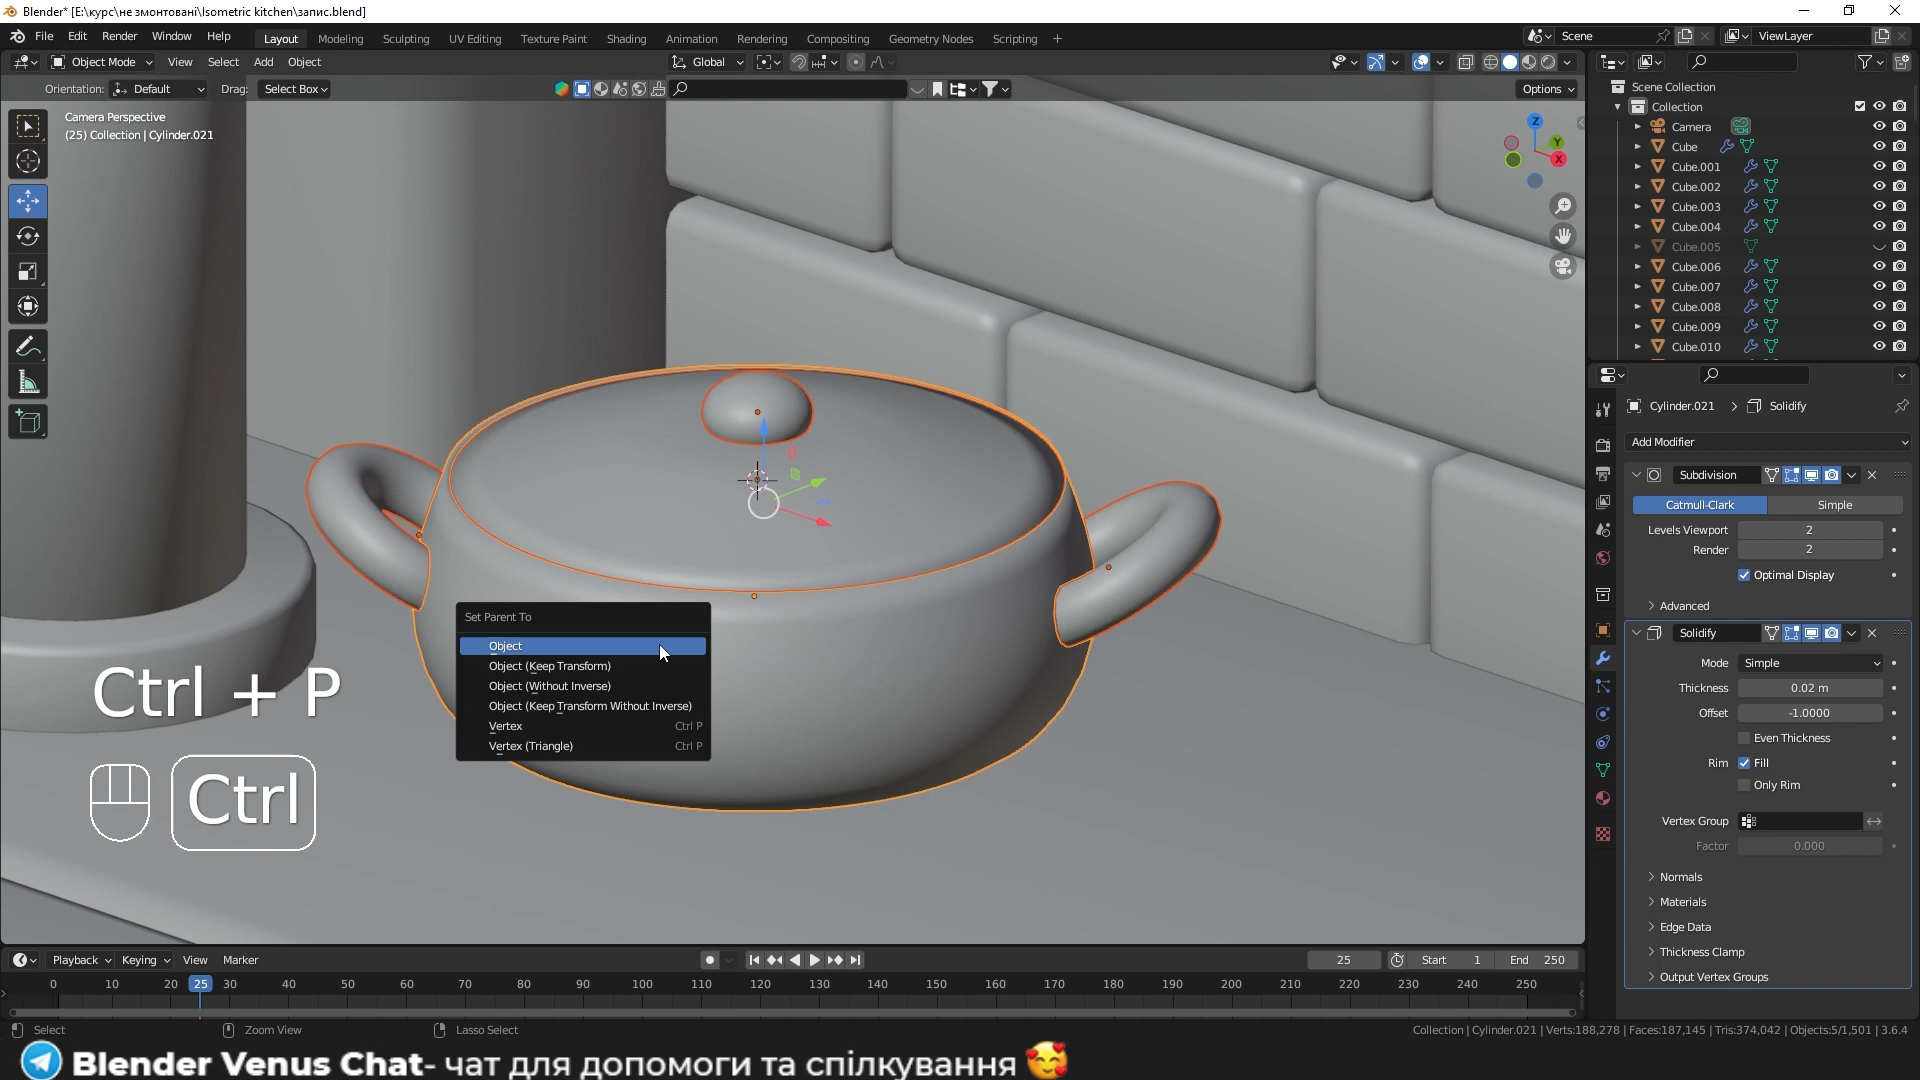 Blender* [E:\курс\не змонтовані\Isometric kitchen\запис.blend]
File Edit Render Window Help Layout Modeling Sculpting UV Editing Texture Paint Shading Animation Rendering Compositing Geometry Nodes Scripting + Scene ViewLayer
Object Mode View Select Add Object Global
Orientation: Default Drag: Select Box Options
Camera Perspective
(25) Collection | Cylinder.021
Z
Y
X
Scene Collection
Collection
Camera
Cube
Cube.001
Cube.002
Cube.003
Cube.004
Cube.005
Cube.006
Cube.007
Cube.008
Cube.009
Cube.010
Cylinder.021 > Solidify
Add Modifier
Subdivision
Catmull-Clark Simple
Levels Viewport 2
Render 2
Optimal Display
Advanced
Solidify
Mode Simple
Thickness 0.02 m
Offset -1.0000
Even Thickness
Rim Fill
Only Rim
Vertex Group
Factor 0.000
Normals
Materials
Edge Data
Thickness Clamp
Output Vertex Groups
Set Parent To
Object
Object (Keep Transform)
Object (Without Inverse)
Object (Keep Transform Without Inverse)
Vertex Ctrl P
Vertex (Triangle) Ctrl P
Ctrl + P
Ctrl
Playback Keying View Marker 25 Start 1 End 250
0 10 20 25 30 40 50 60 70 80 90 100 110 120 130 140 150 160 170 180 190 200 210 220 230 240 250
Select Zoom View Lasso Select Collection | Cylinder.021 | Verts:188,278 | Faces:187,145 | Tris:374,042 | Objects:5/1,501 | 3.6.4
Blender Venus Chat- чат для допомоги та спілкування 🥰